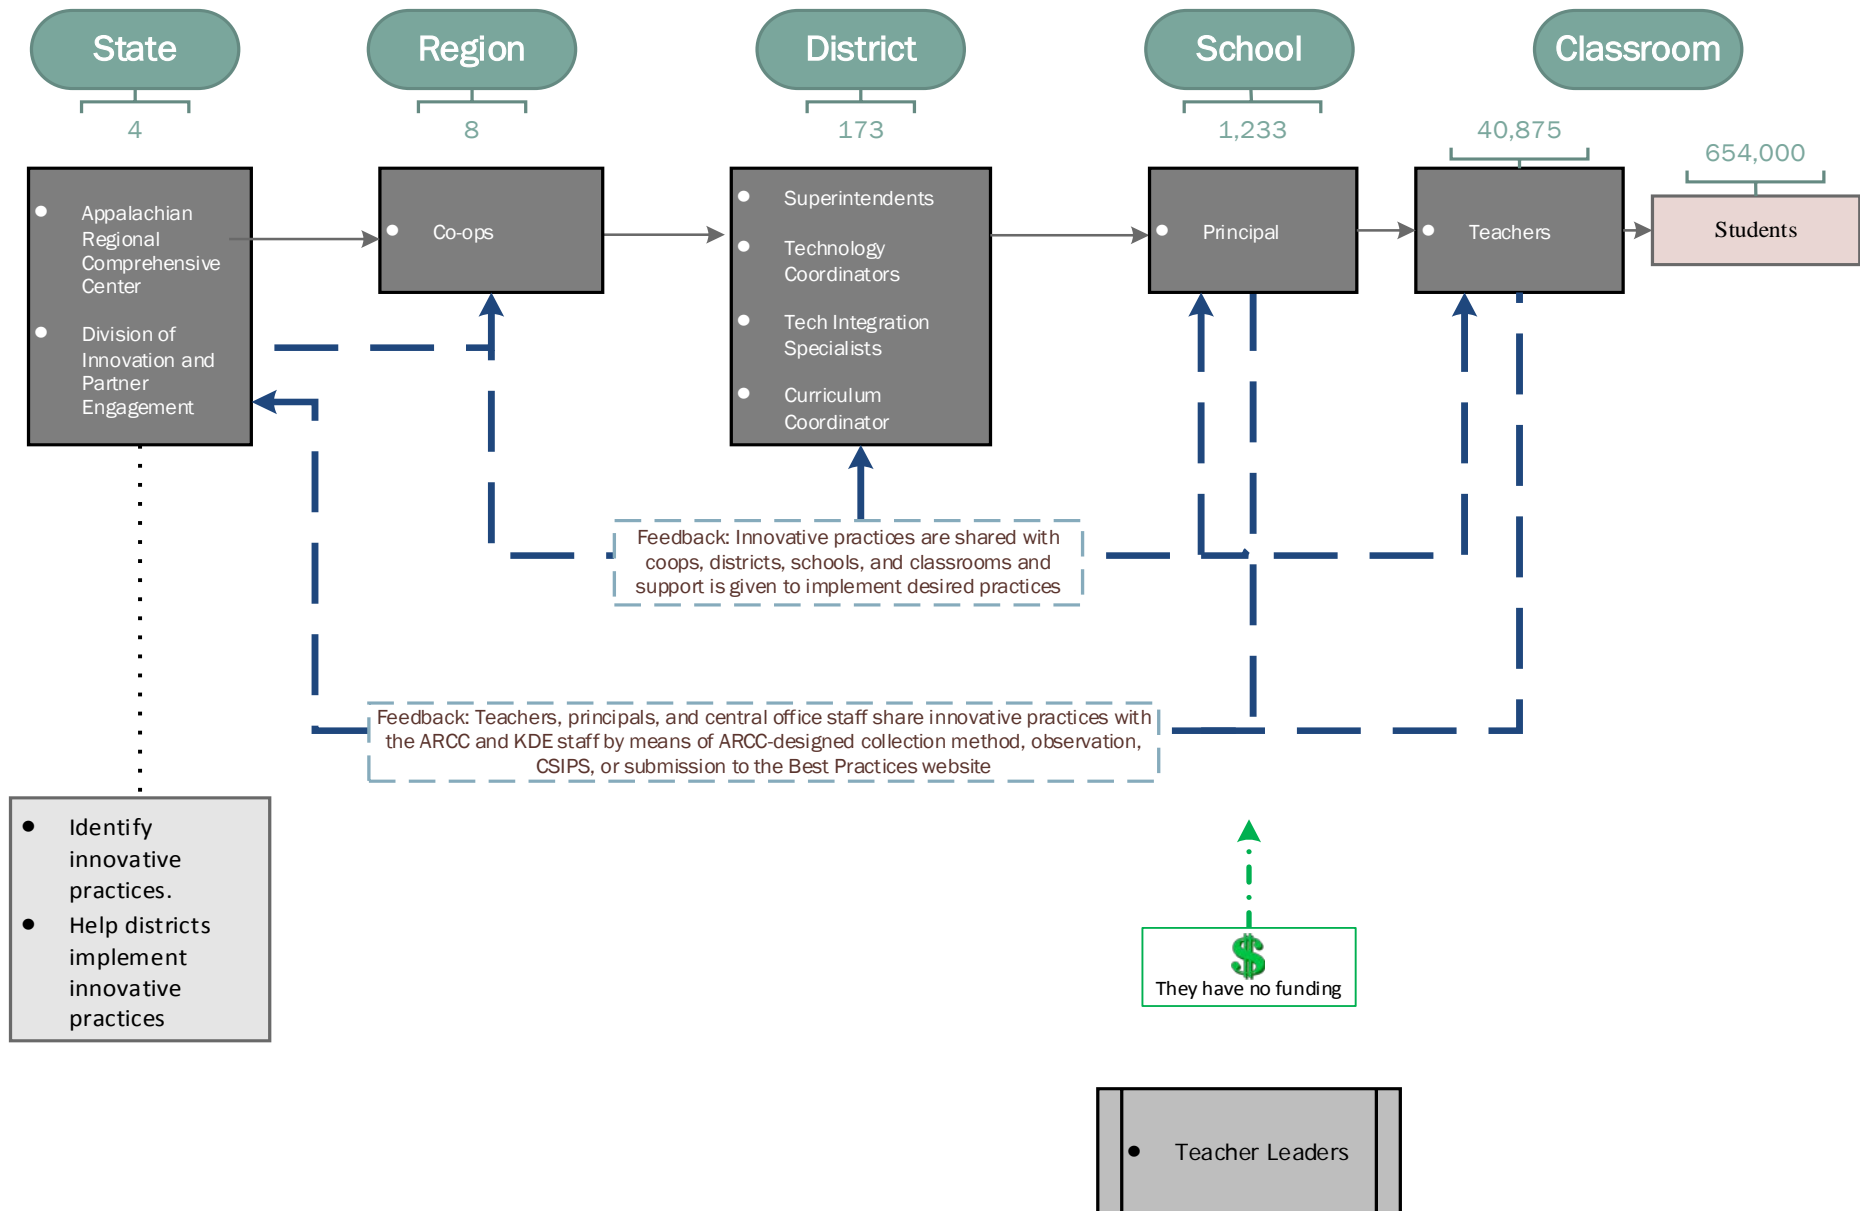 State
Region
District
School
Classroom
4
8
173
1,233
40,875
654,000
Appalachian
Regional
Comprehensive
Center
Division of
Innovation and
Partner
Engagement
Co-ops
Superintendents
Technology
Coordinators
Tech Integration
Specialists
Curriculum
Coordinator
Principal
Teachers
Students
Feedback: Innovative practices are shared with
coops, districts, schools, and classrooms and
support is given to implement desired practices
Feedback: Teachers, principals, and central office staff share innovative practices with
the ARCC and KDE staff by means of ARCC-designed collection method, observation,
CSIPS, or submission to the Best Practices website
Identify
innovative
practices.
Help districts
implement
innovative
practices
$
They have no funding
Teacher Leaders